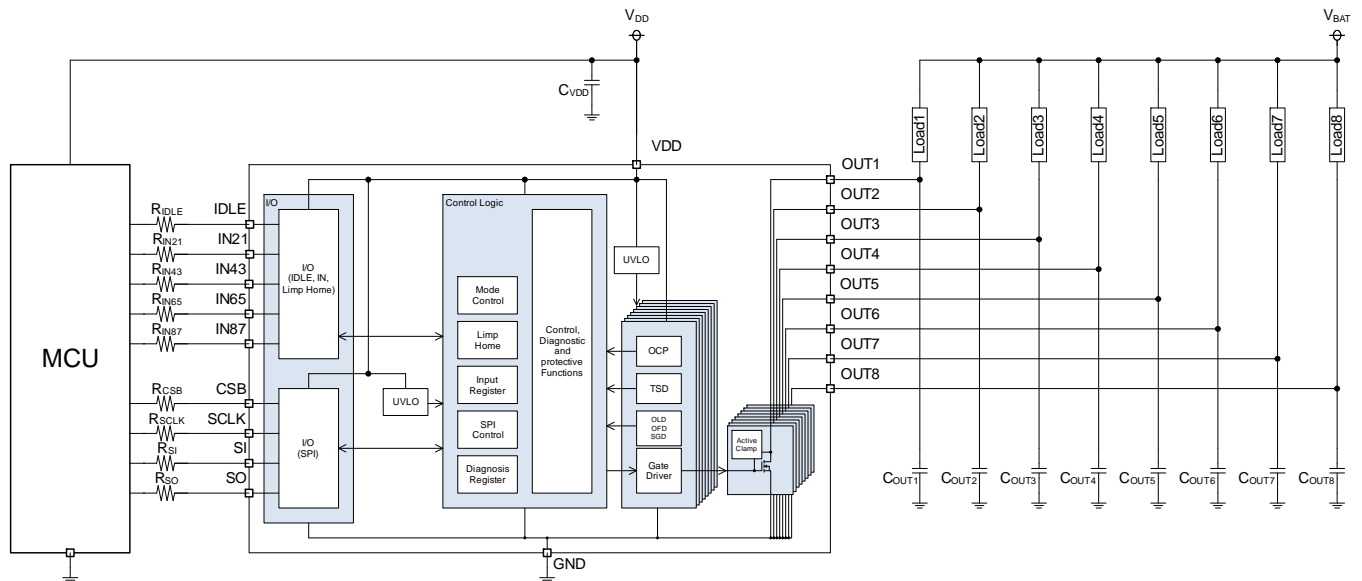 VDD
VBAT
CVDD
Load1
Load2
Load3
Load4
Load5
Load6
Load7
Load8
VDD
OUT1
OUT2
OUT3
OUT4
OUT5
OUT6
OUT7
OUT8
MCU
RIDLE
IDLE
RIN21
IN21
RIN43
IN43
RIN65
IN65
RIN87
IN87
RCSB
CSB
RSCLK
SCLK
RSI
SI
RSO
SO
I/O
I/O
(IDLE, IN,
Limp Home)
I/O
(SPI)
UVLO
Control Logic
Mode
Control
Limp
Home
Input
Register
SPI
Control
Diagnosis
Register
Control,
Diagnostic
and
protective
Functions
UVLO
OCP
TSD
OLD
OFD
SGD
Gate
Driver
Active
Clamp
GND
COUT1
COUT2
COUT3
COUT4
COUT5
COUT6
COUT7
COUT8